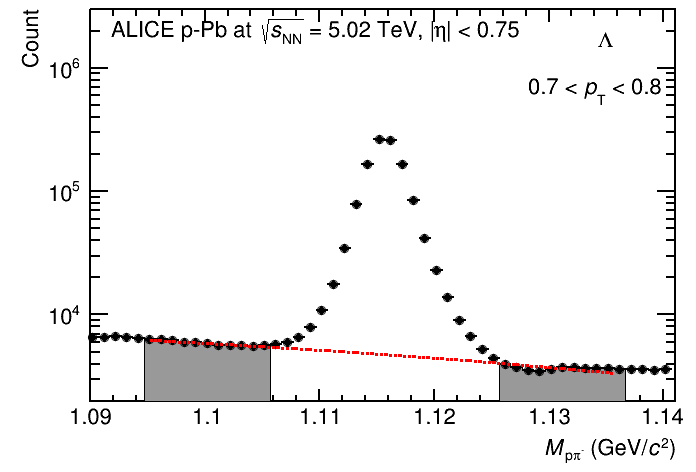 Count
ALICE p-Pb at √sNN = 5.02 TeV, |η| < 0.75
Λ
0.7 < pT < 0.8
10⁶
10⁵
10⁴
1.09 1.1 1.11 1.12 1.13 1.14
Mpπ⁻ (GeV/c²)